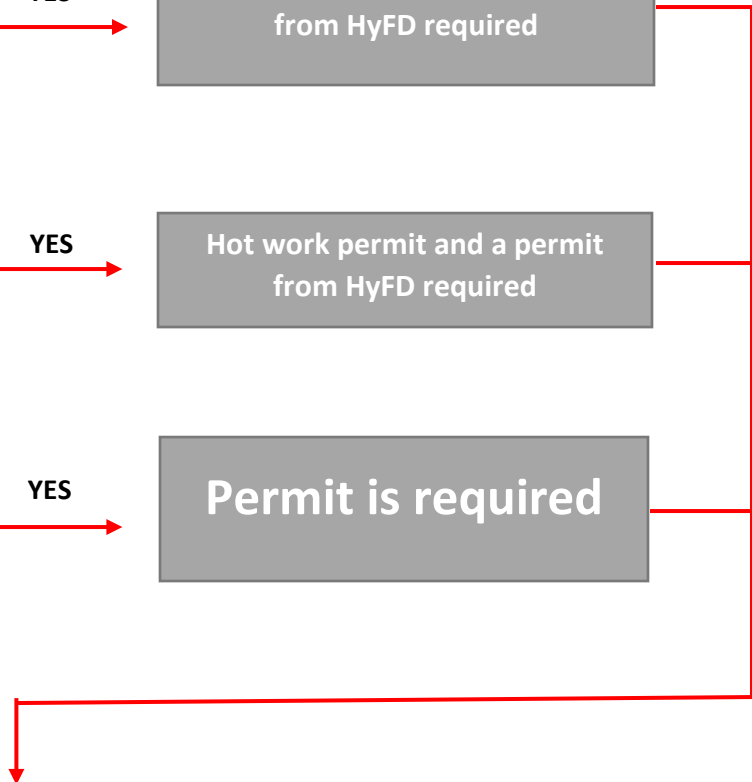 from HyFD required
YES
Hot work permit and a permit
from HyFD required
YES
Permit is required